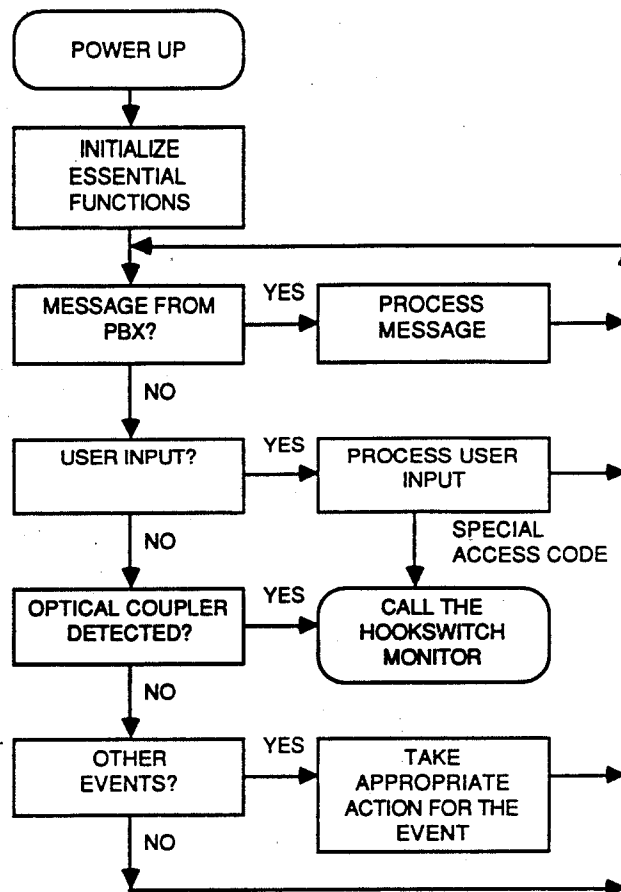 POWER UP
INITIALIZE
ESSENTIAL
FUNCTIONS
MESSAGE FROM
PBX?
YES
PROCESS
MESSAGE
NO
USER INPUT?
YES
PROCESS USER
INPUT
NO
SPECIAL
ACCESS CODE
OPTICAL COUPLER
DETECTED?
YES
CALL THE
HOOKSWITCH
MONITOR
NO
OTHER
EVENTS?
YES
TAKE
APPROPRIATE
ACTION FOR THE
EVENT
NO